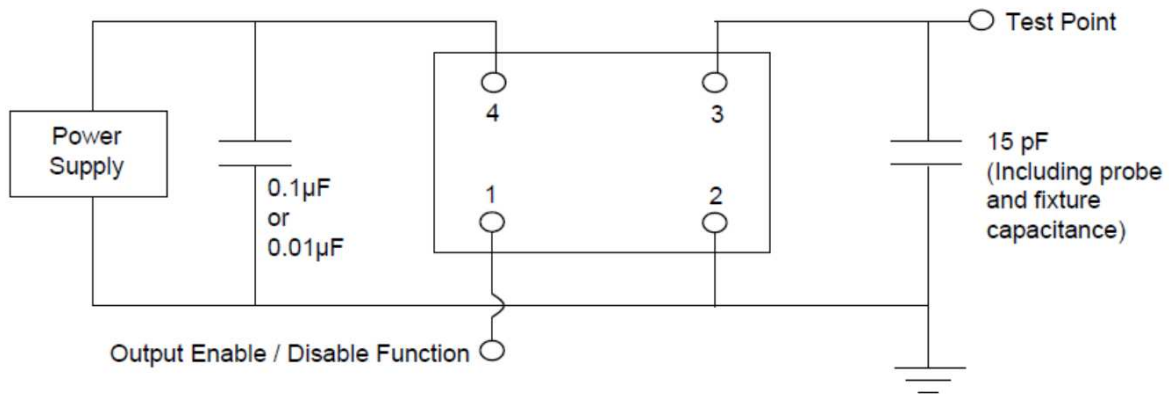 Test Point
Power
Supply
4
3
0.1µF
or
0.01µF
1
2
15 pF
(Including probe
and fixture
capacitance)
Output Enable / Disable Function